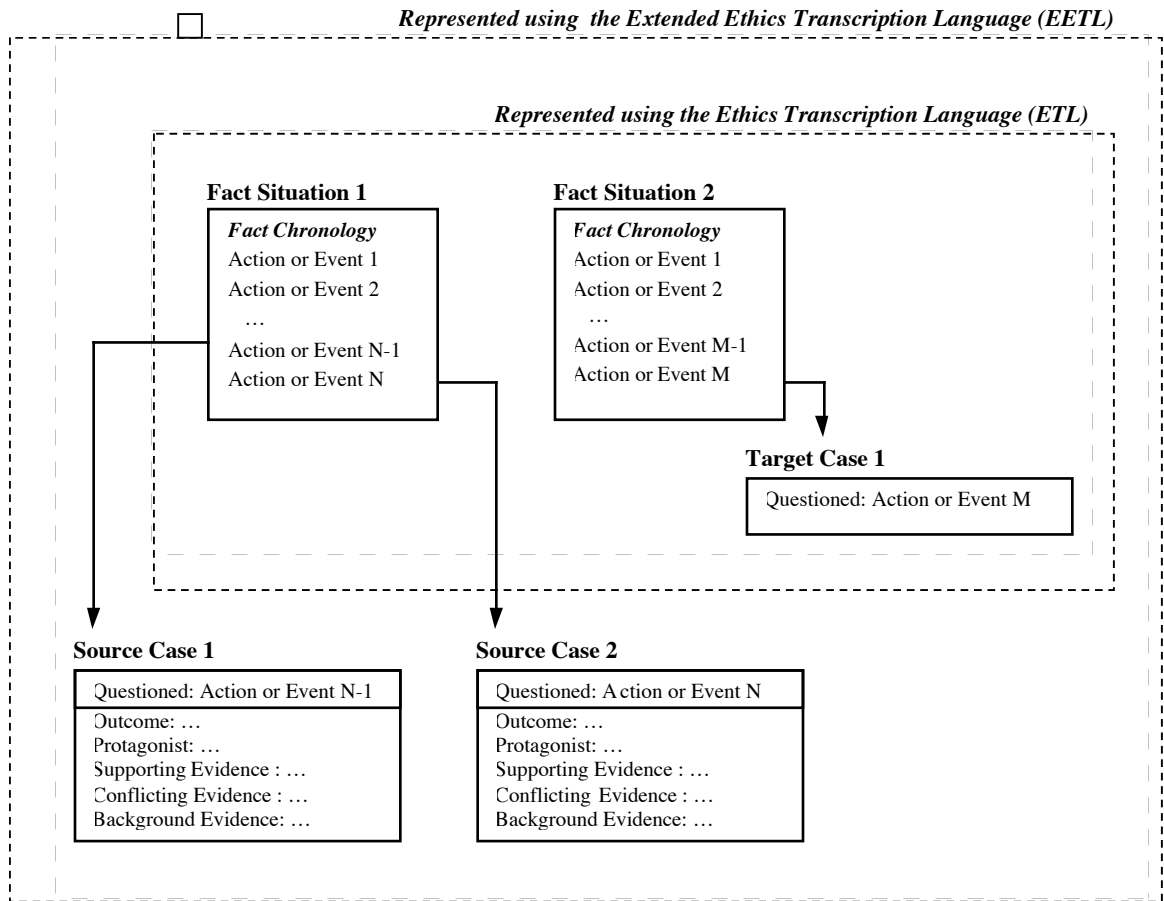 Represented using the Extended Ethics Transcription Language (EETL)
Represented using the Ethics Transcription Language (ETL)
Fact Situation 1
Fact Chronology
Action or Event 1
Action or Event 2
…
Action or Event N-1
Action or Event N
Fact Situation 2
Fact Chronology
Action or Event 1
Action or Event 2
…
Action or Event M-1
Action or Event M
Target Case 1
Questioned: Action or Event M
Source Case 1
Questioned: Action or Event N-1
Outcome: …
Protagonist: …
Supporting Evidence : …
Conflicting Evidence : …
Background Evidence: …
Source Case 2
Questioned: Action or Event N
Outcome: …
Protagonist: …
Supporting Evidence : …
Conflicting Evidence : …
Background Evidence: …